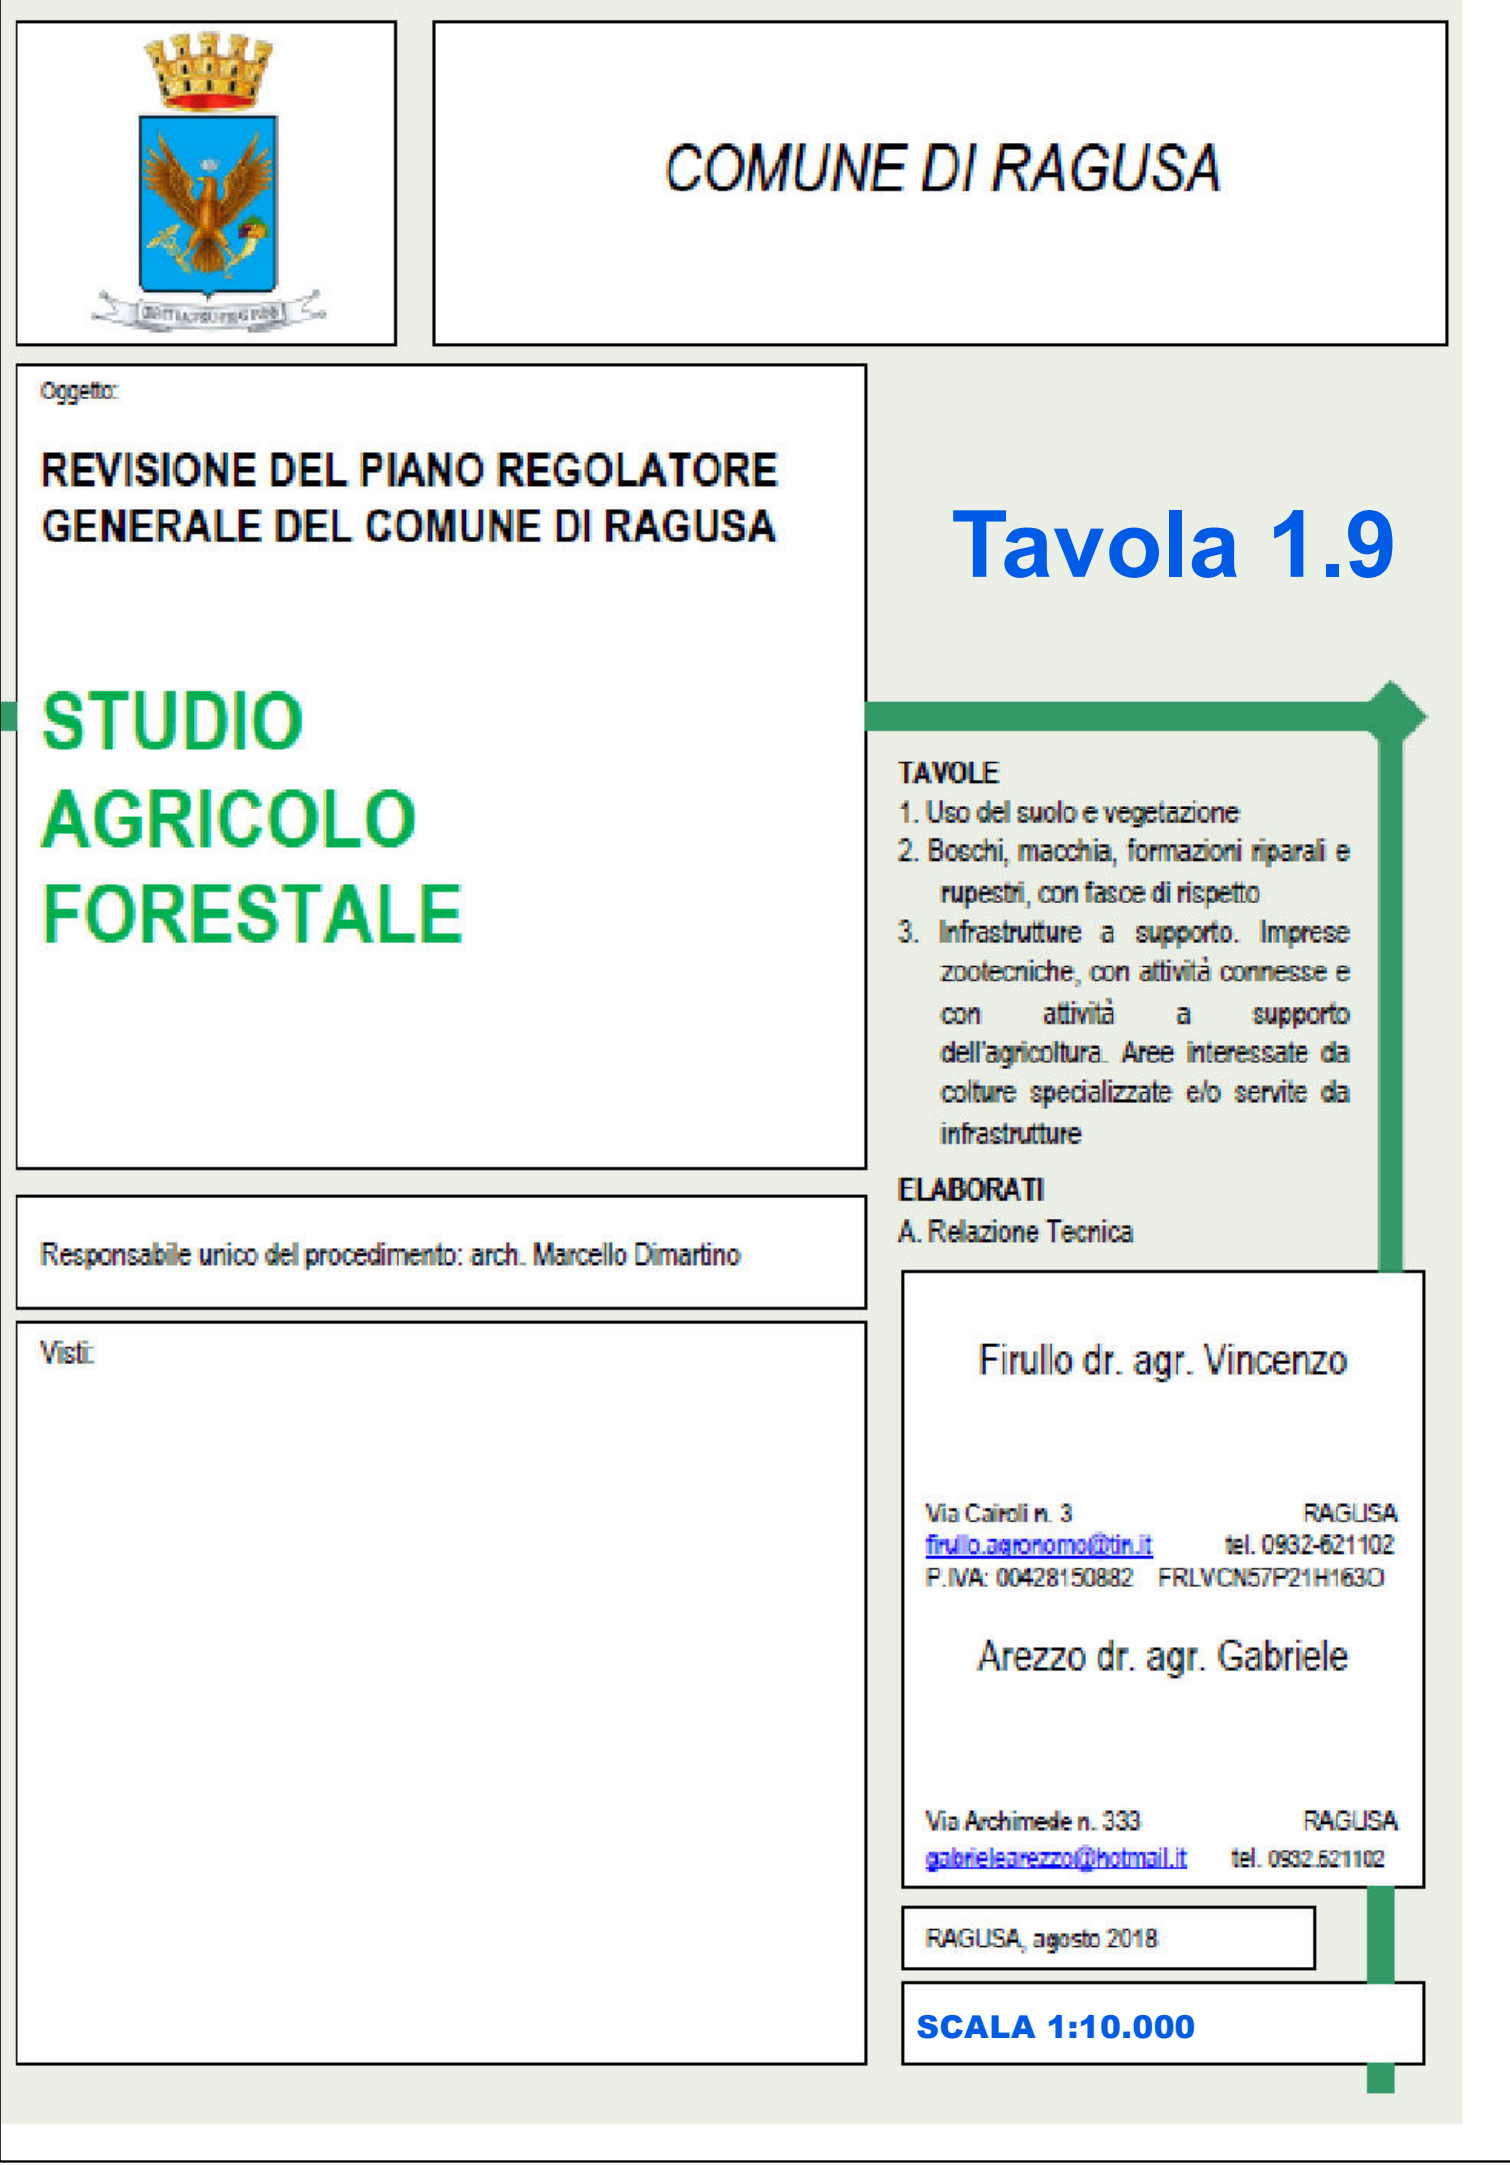 COMUNE DI RAGUSA
Oggetto:
REVISIONE DEL PIANO REGOLATORE
GENERALE DEL COMUNE DI RAGUSA
STUDIO
AGRICOLO
FORESTALE
Tavola 1.9
TAVOLE
1. Uso del suolo e vegetazione
2. Boschi, macchia, formazioni riparali e
rupestri, con fasce di rispetto
3. Infrastrutture a supporto. Imprese
zootecniche, con attività connesse e
con attività a supporto
dell'agricoltura. Aree interessate da
colture specializzate e/o servite da
infrastrutture
ELABORATI
A. Relazione Tecnica
Responsabile unico del procedimento: arch. Marcello Dimartino
Visti:
Firullo dr. agr. Vincenzo
Via Cairoli n. 3 RAGUSA
firullo.agronomo@tin.it tel. 0932-621102
P.IVA: 00428150882 FRLVCN57P21H163O
Arezzo dr. agr. Gabriele
Via Archimede n. 333 RAGUSA
gabrielearezzo@hotmail.it tel. 0932.621102
RAGUSA, agosto 2018
SCALA 1:10.000